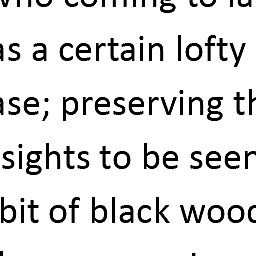 who coming to la
as a certain lofty
ase; preserving th
sights to be seen
bit of black wood